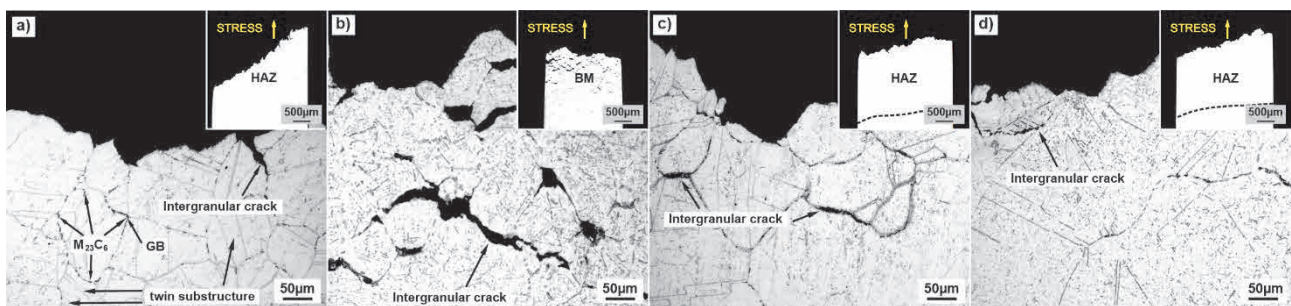 a)
STRESS
HAZ
500µm
Intergranular crack
M23C6
GB
twin substructure
50µm
b)
STRESS
BM
500µm
Intergranular crack
50µm
c)
STRESS
HAZ
500µm
Intergranular crack
50µm
d)
STRESS
HAZ
500µm
Intergranular crack
50µm